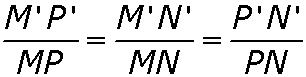 M'P'/MP = M'N'/MN = P'N'/PN